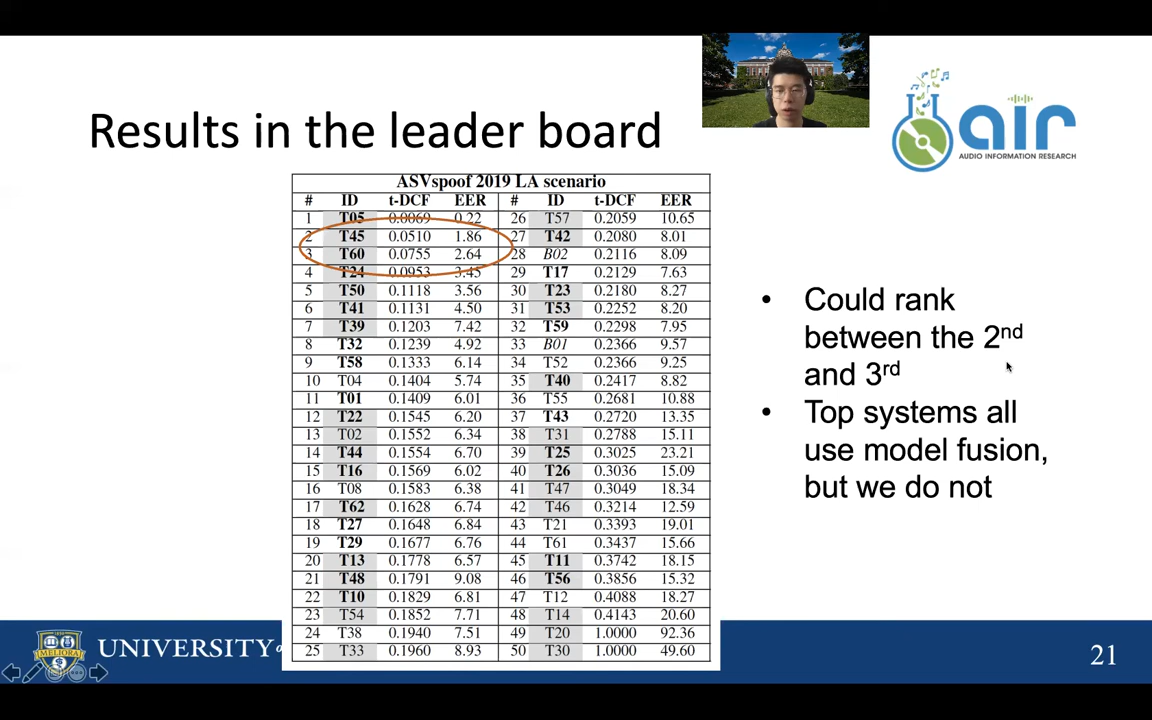 Results in the leader board
air
AUDIO INFORMATION RESEARCH
ASVspoof 2019 LA scenario
# ID t-DCF EER # ID t-DCF EER
1 T05 0.0069 0.22 26 T57 0.2059 10.65
2 T45 0.0510 1.86 27 T42 0.2080 8.01
3 T60 0.0755 2.64 28 B02 0.2116 8.09
4 T24 0.0953 3.45 29 T17 0.2129 7.63
5 T50 0.1118 3.56 30 T23 0.2180 8.27
6 T41 0.1131 4.50 31 T53 0.2252 8.20
7 T39 0.1203 7.42 32 T59 0.2298 7.95
8 T32 0.1239 4.92 33 B01 0.2366 9.57
9 T58 0.1333 6.14 34 T52 0.2366 9.25
10 T04 0.1404 5.74 35 T40 0.2417 8.82
11 T01 0.1409 6.01 36 T55 0.2681 10.88
12 T22 0.1545 6.20 37 T43 0.2720 13.35
13 T02 0.1552 6.34 38 T31 0.2788 15.11
14 T44 0.1554 6.70 39 T25 0.3025 23.21
15 T16 0.1569 6.02 40 T26 0.3036 15.09
16 T08 0.1583 6.38 41 T47 0.3049 18.34
17 T62 0.1628 6.74 42 T46 0.3214 12.59
18 T27 0.1648 6.84 43 T21 0.3393 19.01
19 T29 0.1677 6.76 44 T61 0.3437 15.66
20 T13 0.1778 6.57 45 T11 0.3742 18.15
21 T48 0.1791 9.08 46 T56 0.3856 15.32
22 T10 0.1829 6.81 47 T12 0.4088 18.27
23 T54 0.1852 7.71 48 T14 0.4143 20.60
24 T38 0.1940 7.51 49 T20 1.0000 92.36
25 T33 0.1960 8.93 50 T30 1.0000 49.60
• Could rank
between the 2nd
and 3rd
• Top systems all
use model fusion,
but we do not
MELIORA
UNIVERSITY
21